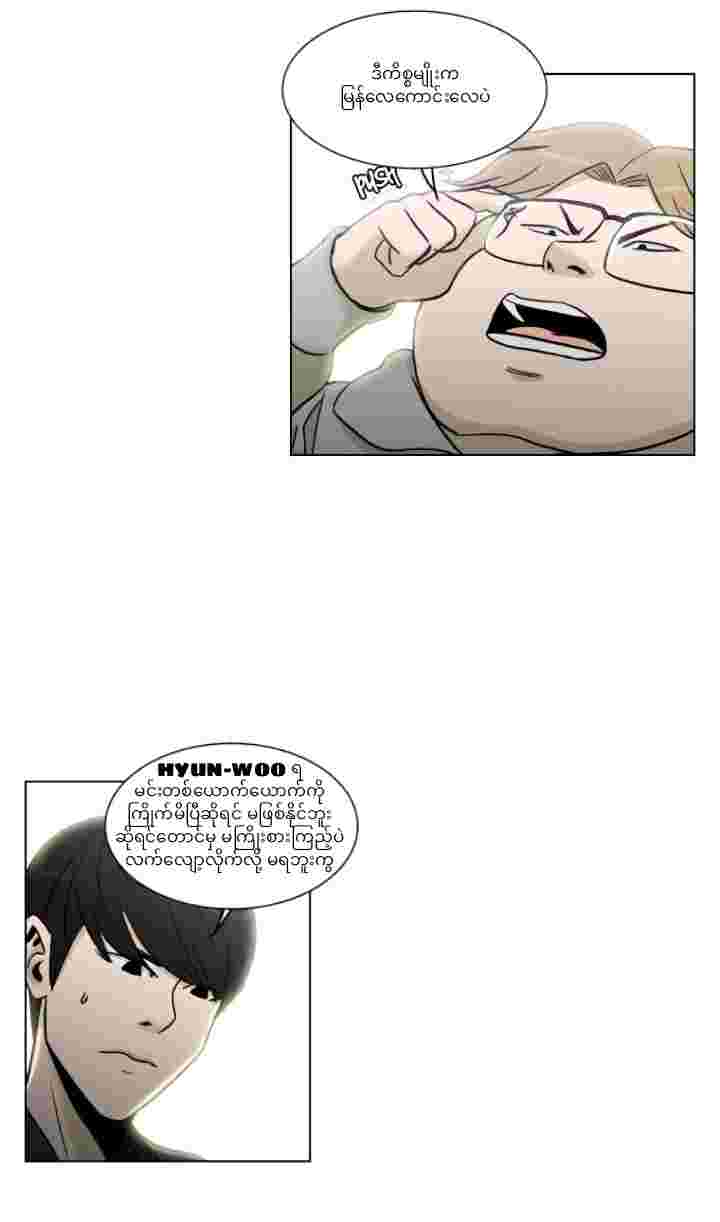 ဒီကိစ္စမျိုးက
မြန်လေကောင်းလေပဲ
PUSH
HYUN-WOO ရ
မင်းတစ်ယောက်ယောက်ကို
ကြိုက်မိပြီဆိုရင် မဖြစ်နိုင်ဘူး
ဆိုရင်တောင်မှ မကြိုးစားကြည့်ပဲ
လက်လျော့လိုက်လို့ မရဘူးကွ